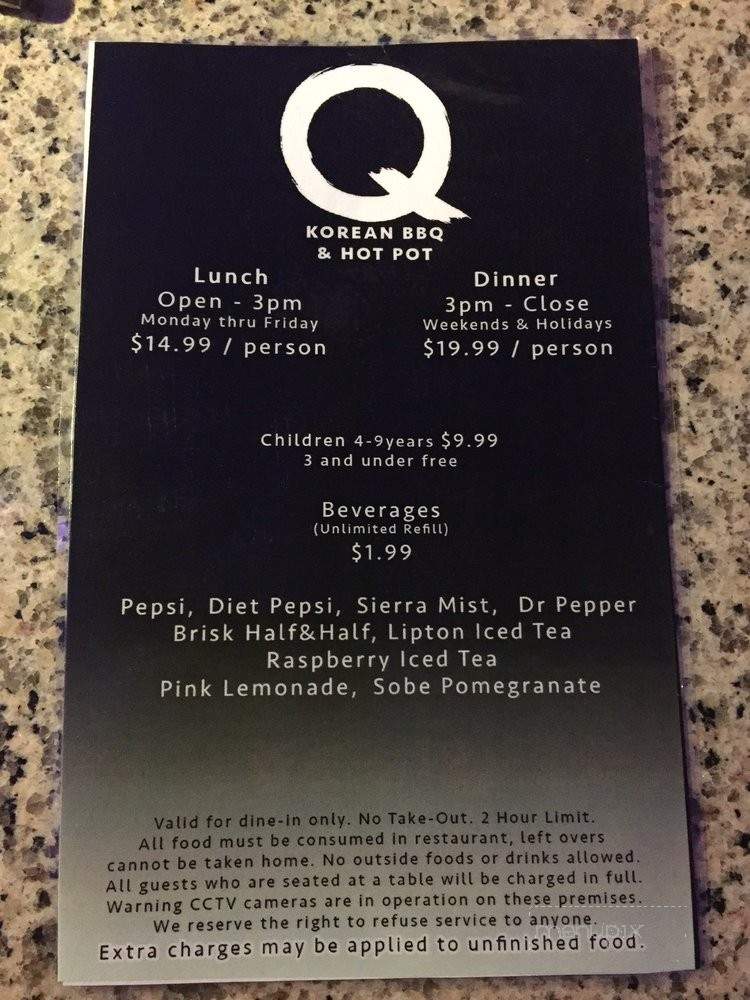 Q
KOREAN BBQ
& HOT POT
Lunch
Open - 3pm
Monday thru Friday
$14.99 / person
Dinner
3pm - Close
Weekends & Holidays
$19.99 / person
Children 4-9years $9.99
3 and under free
Beverages
(Unlimited Refill)
$1.99
Pepsi, Diet Pepsi, Sierra Mist, Dr Pepper
Brisk Half&Half, Lipton Iced Tea
Raspberry Iced Tea
Pink Lemonade, Sobe Pomegranate
Valid for dine-in only. No Take-Out. 2 Hour Limit.
All food must be consumed in restaurant, left overs
cannot be taken home. No outside foods or drinks allowed.
All guests who are seated at a table will be charged in full.
Warning CCTV cameras are in operation on these premises.
We reserve the right to refuse service to anyone.
Extra charges may be applied to unfinished food.
menupix